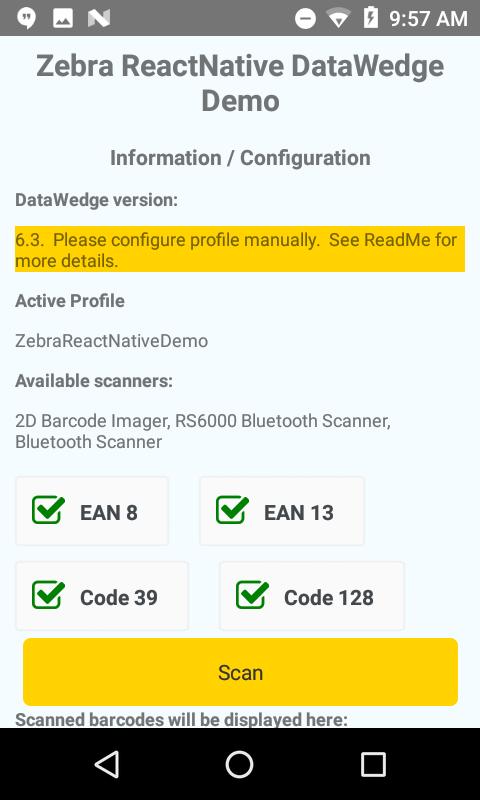 9:57 AM
Zebra ReactNative DataWedge
Demo
Information / Configuration
DataWedge version:
6.3.  Please configure profile manually.  See ReadMe for
more details.
Active Profile
ZebraReactNativeDemo
Available scanners:
2D Barcode Imager, RS6000 Bluetooth Scanner,
Bluetooth Scanner
EAN 8
EAN 13
Code 39
Code 128
Scan
Scanned barcodes will be displayed here: